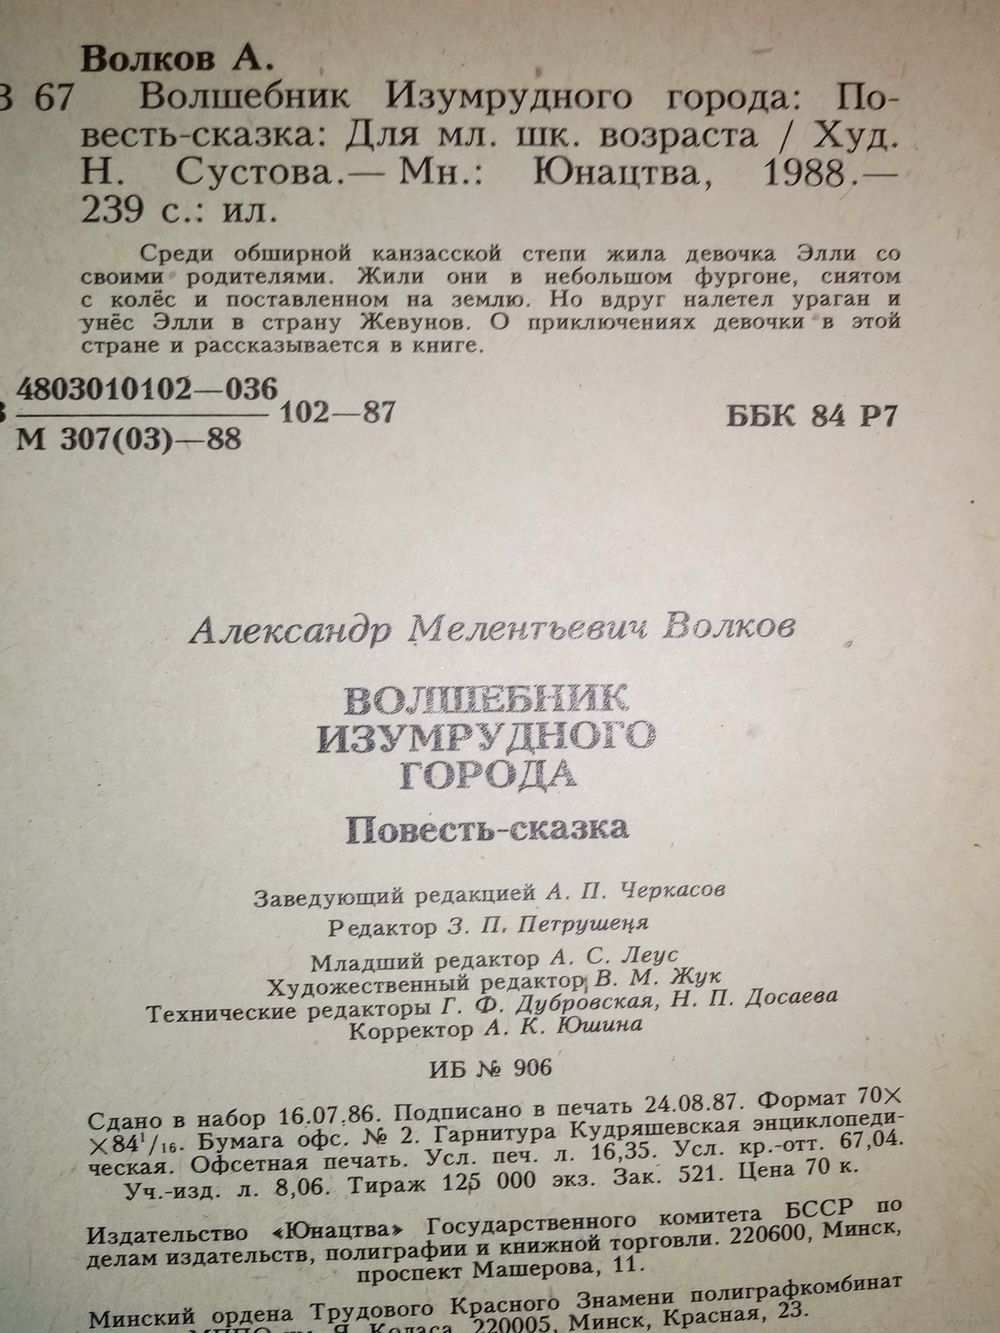 Волков А.
В 67 Волшебник Изумрудного города: По-
весть-сказка: Для мл. шк. возраста / Худ.
Н. Сустова.— Мн.: Юнацтва, 1988.—
239 с.: ил.
Среди обширной канзасской степи жила девочка Элли со
своими родителями. Жили они в небольшом фургоне, снятом
с колёс и поставленном на землю. Но вдруг налетел ураган и
унёс Элли в страну Жевунов. О приключениях девочки в этой
стране и рассказывается в книге.
В 4803010102—036
М 307(03)—88
102—87
ББК 84 Р7
Александр Мелентьевич Волков
ВОЛШЕБНИК
ИЗУМРУДНОГО
ГОРОДА
Повесть-сказка
Заведующий редакцией А. П. Черкасов
Редактор З. П. Петрушеня
Младший редактор А. С. Леус
Художественный редактор В. М. Жук
Технические редакторы Г. Ф. Дубровская, Н. П. Досаева
Корректор А. К. Юшина
ИБ № 906
Сдано в набор 16.07.86. Подписано в печать 24.08.87. Формат 70×
×84¹/₁₆. Бумага офс. № 2. Гарнитура Кудряшевская энциклопеди-
ческая. Офсетная печать. Усл. печ. л. 16,35. Усл. кр.-отт. 67,04.
Уч.-изд. л. 8,06. Тираж 125 000 экз. Зак. 521. Цена 70 к.
Издательство «Юнацтва» Государственного комитета БССР по
делам издательств, полиграфии и книжной торговли. 220600, Минск,
проспект Машерова, 11.
Минский ордена Трудового Красного Знамени полиграфкомбинат
МППО им. Я. Коласа. 220005, Минск, Красная, 23.